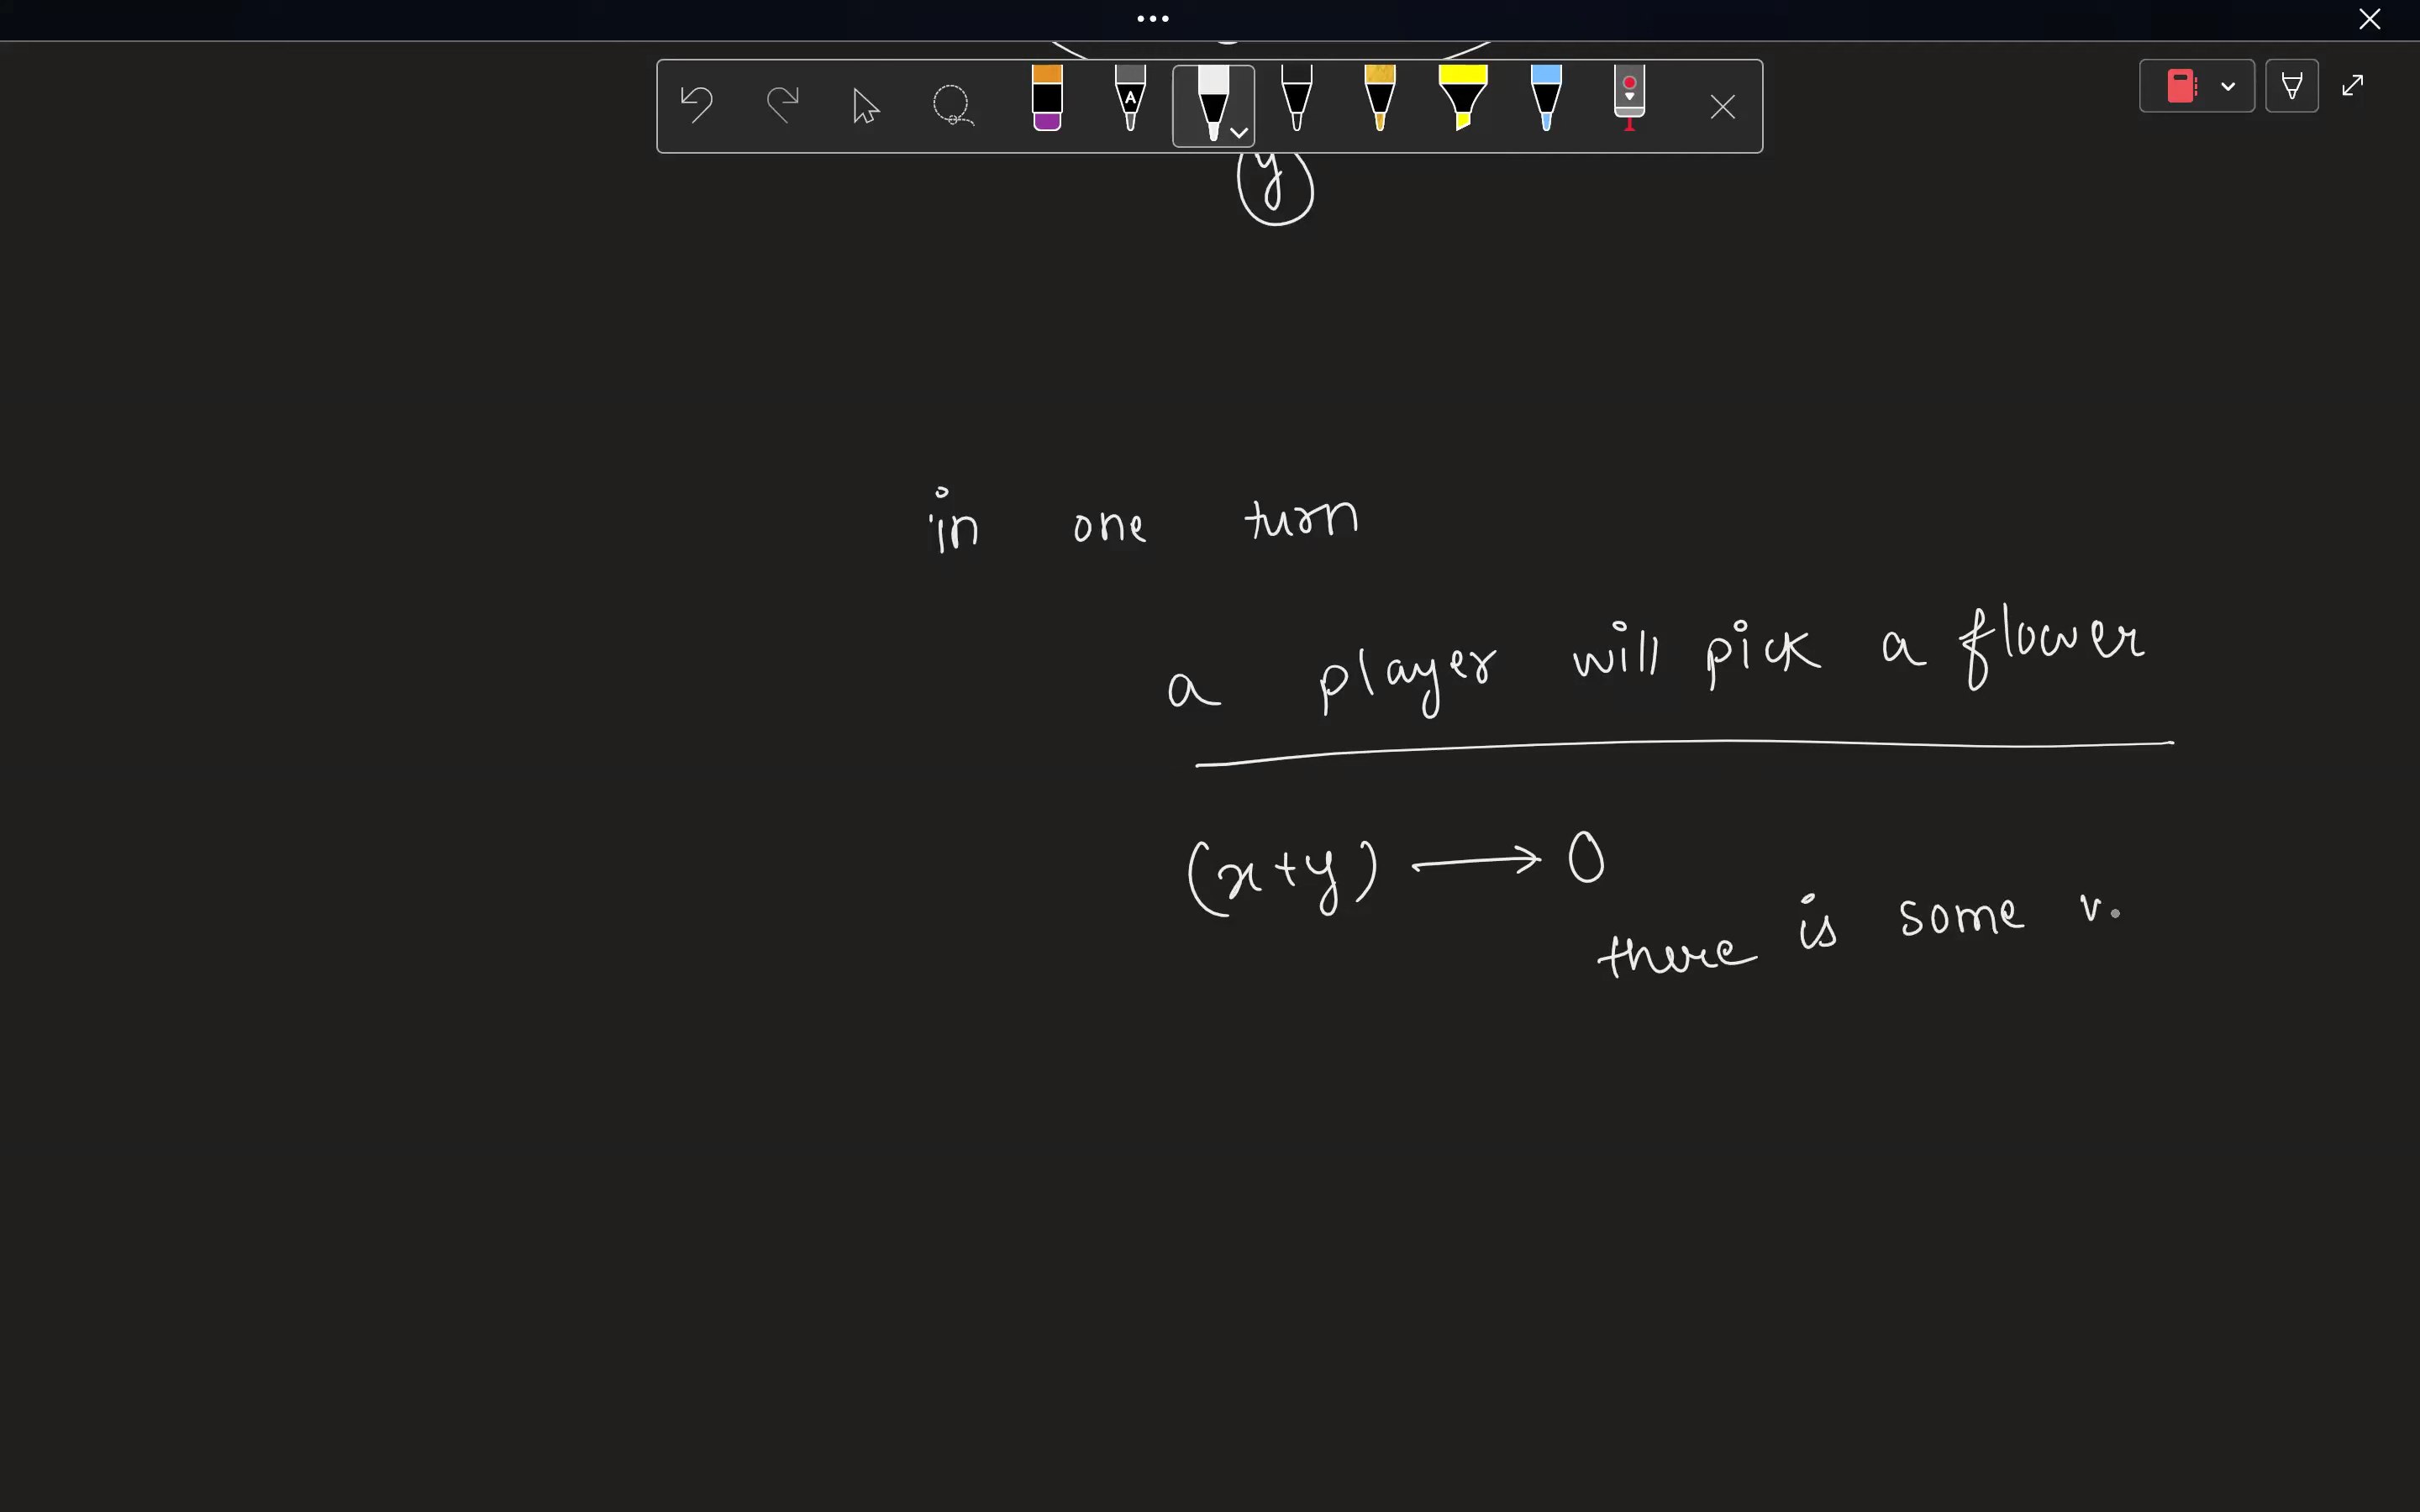 y
in one turn
a player will pick a flower
(x+y) ⟶ 0
there is some